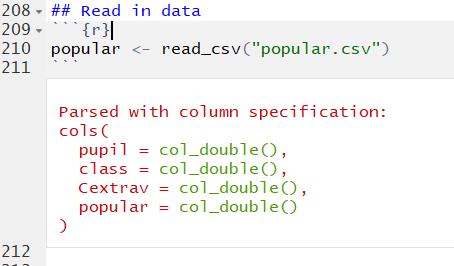 208 ## Read in data
209 ```{r}
210 popular <- read_csv("popular.csv")
211 ```
Parsed with column specification:
cols(
  pupil = col_double(),
  class = col_double(),
  Cextrav = col_double(),
  popular = col_double()
)
212